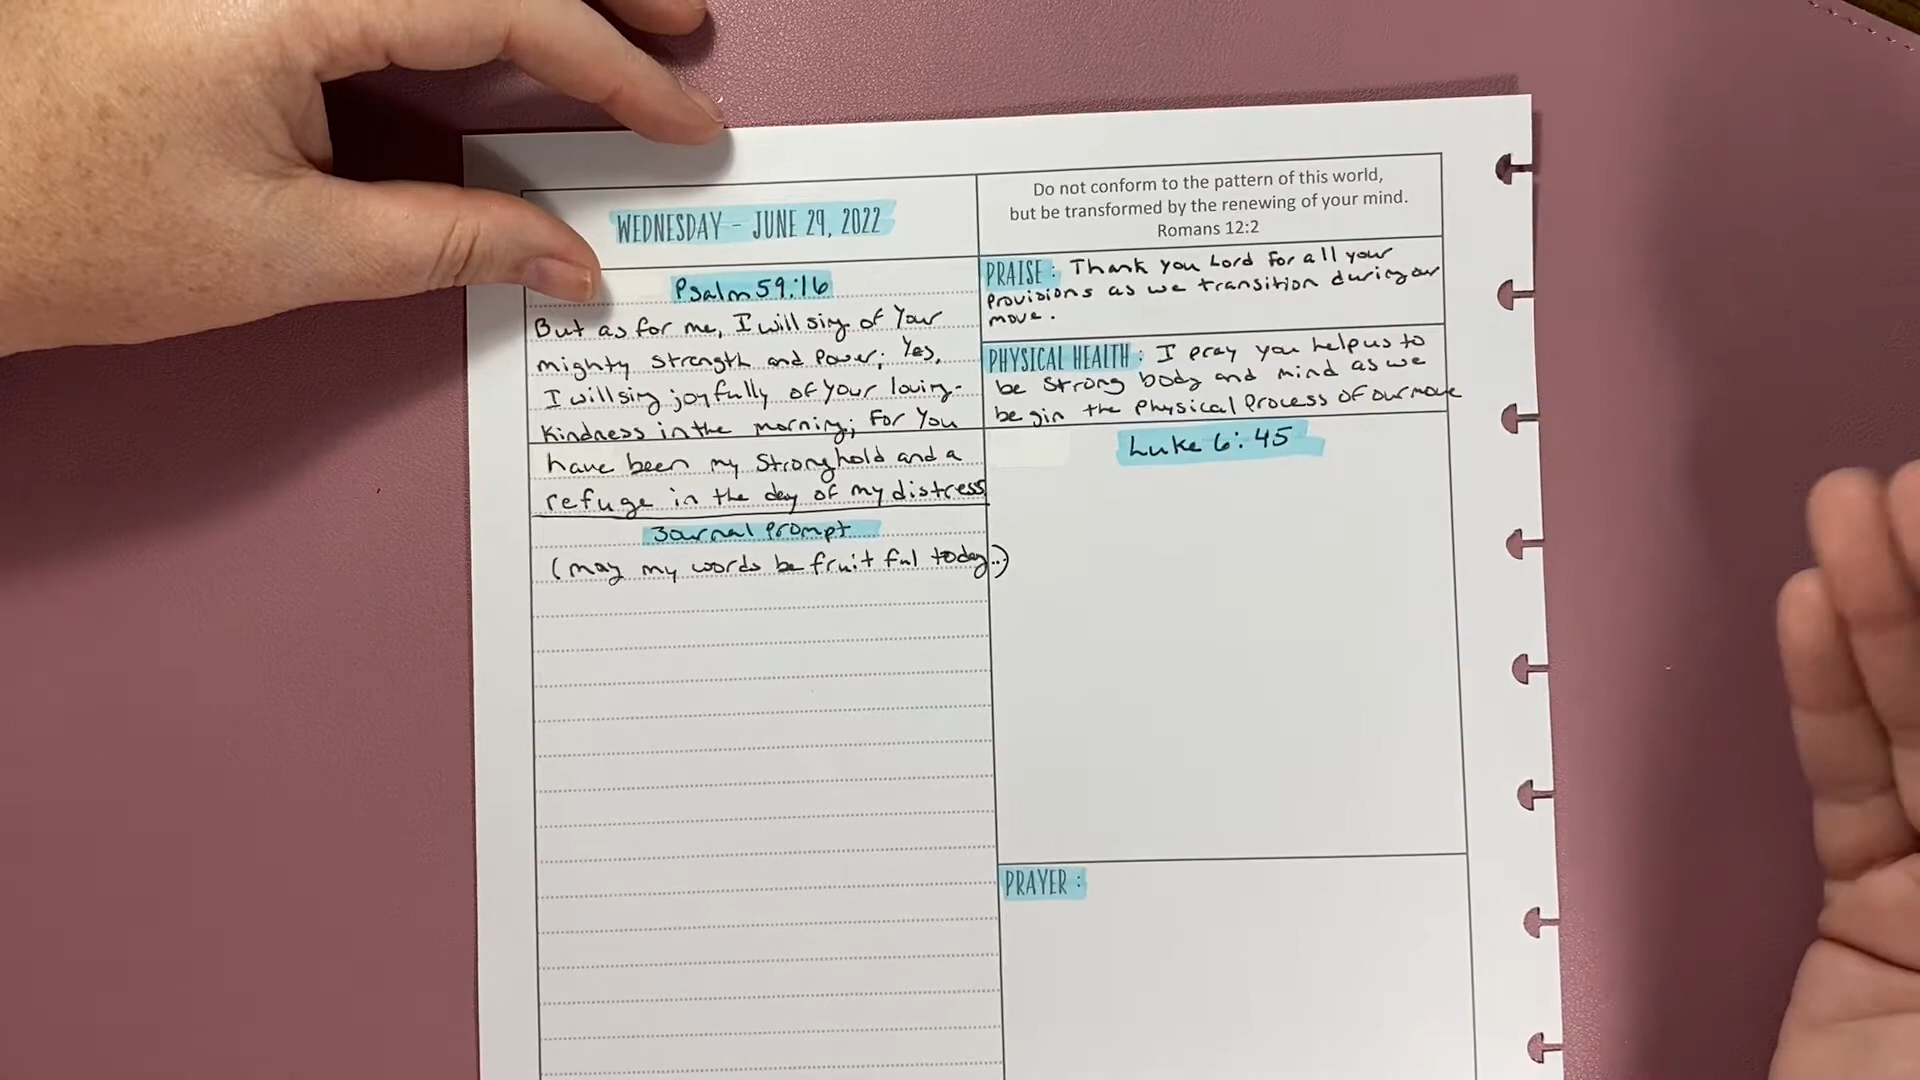 WEDNESDAY - JUNE 29, 2022
Psalm 59:16
But as for me, I will sing of Your
mighty strength and power; Yes,
I will sing joyfully of Your loving-
kindness in the morning; For You
have been my stronghold and a
refuge in the day of my distress
Journal Prompt
(may my words be fruitful today..)
Do not conform to the pattern of this world,
but be transformed by the renewing of your mind.
Romans 12:2
PRAISE: Thank you Lord for all your
provisions as we transition during our
move.
PHYSICAL HEALTH: I pray you help us to
be strong body and mind as we
begin the physical process of our move
Luke 6:45
PRAYER: